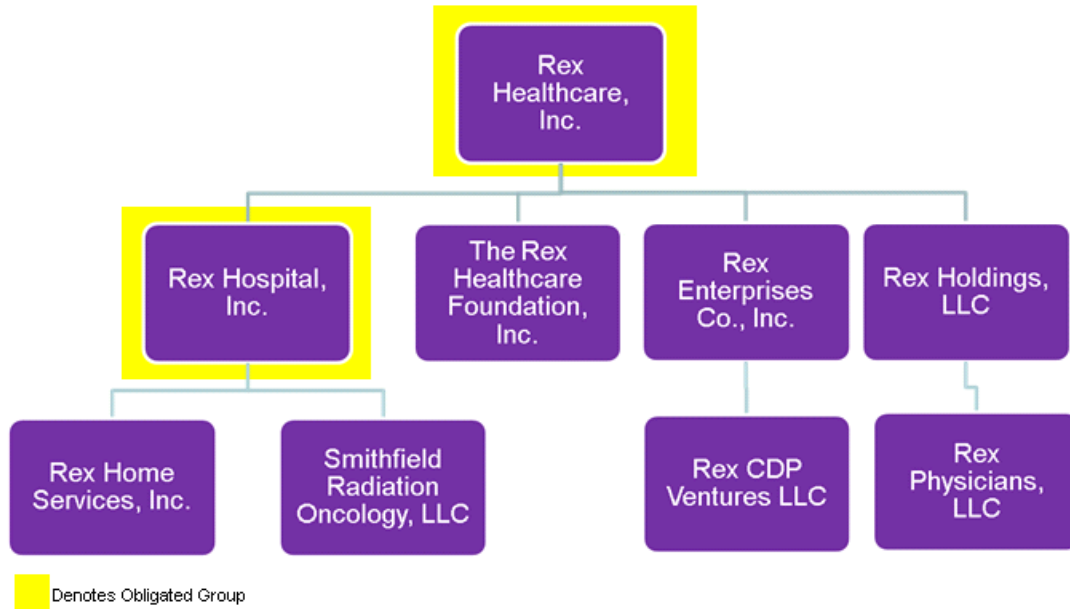 Rex
Healthcare,
Inc.
Rex Hospital,
Inc.
The Rex
Healthcare
Foundation,
Inc.
Rex
Enterprises
Co., Inc.
Rex Holdings,
LLC
Rex Home
Services, Inc.
Smithfield
Radiation
Oncology, LLC
Rex CDP
Ventures LLC
Rex
Physicians,
LLC
Denotes Obligated Group